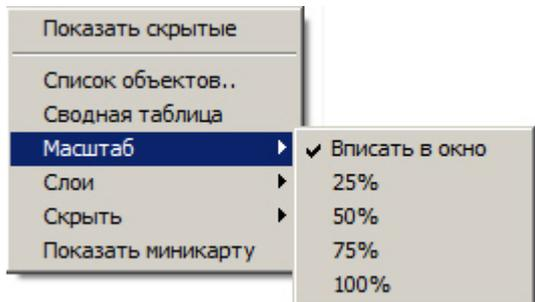 Показать скрытые
Список объектов..
Сводная таблица
Масштаб
Слои
Скрыть
Показать миникарту
Вписать в окно
25%
50%
75%
100%